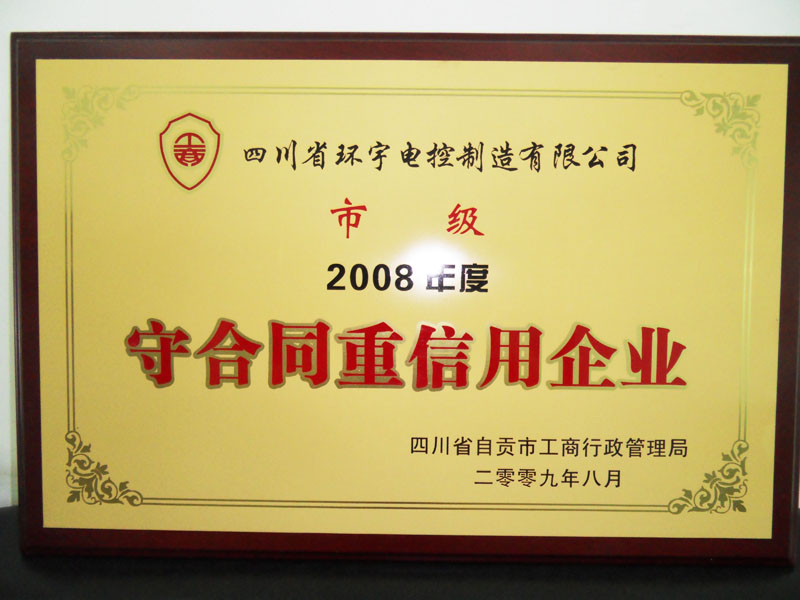 工商
四川省环宇电控制造有限公司
市 级
2008 年度
守合同重信用企业
四川省自贡市工商行政管理局
二零零九年八月